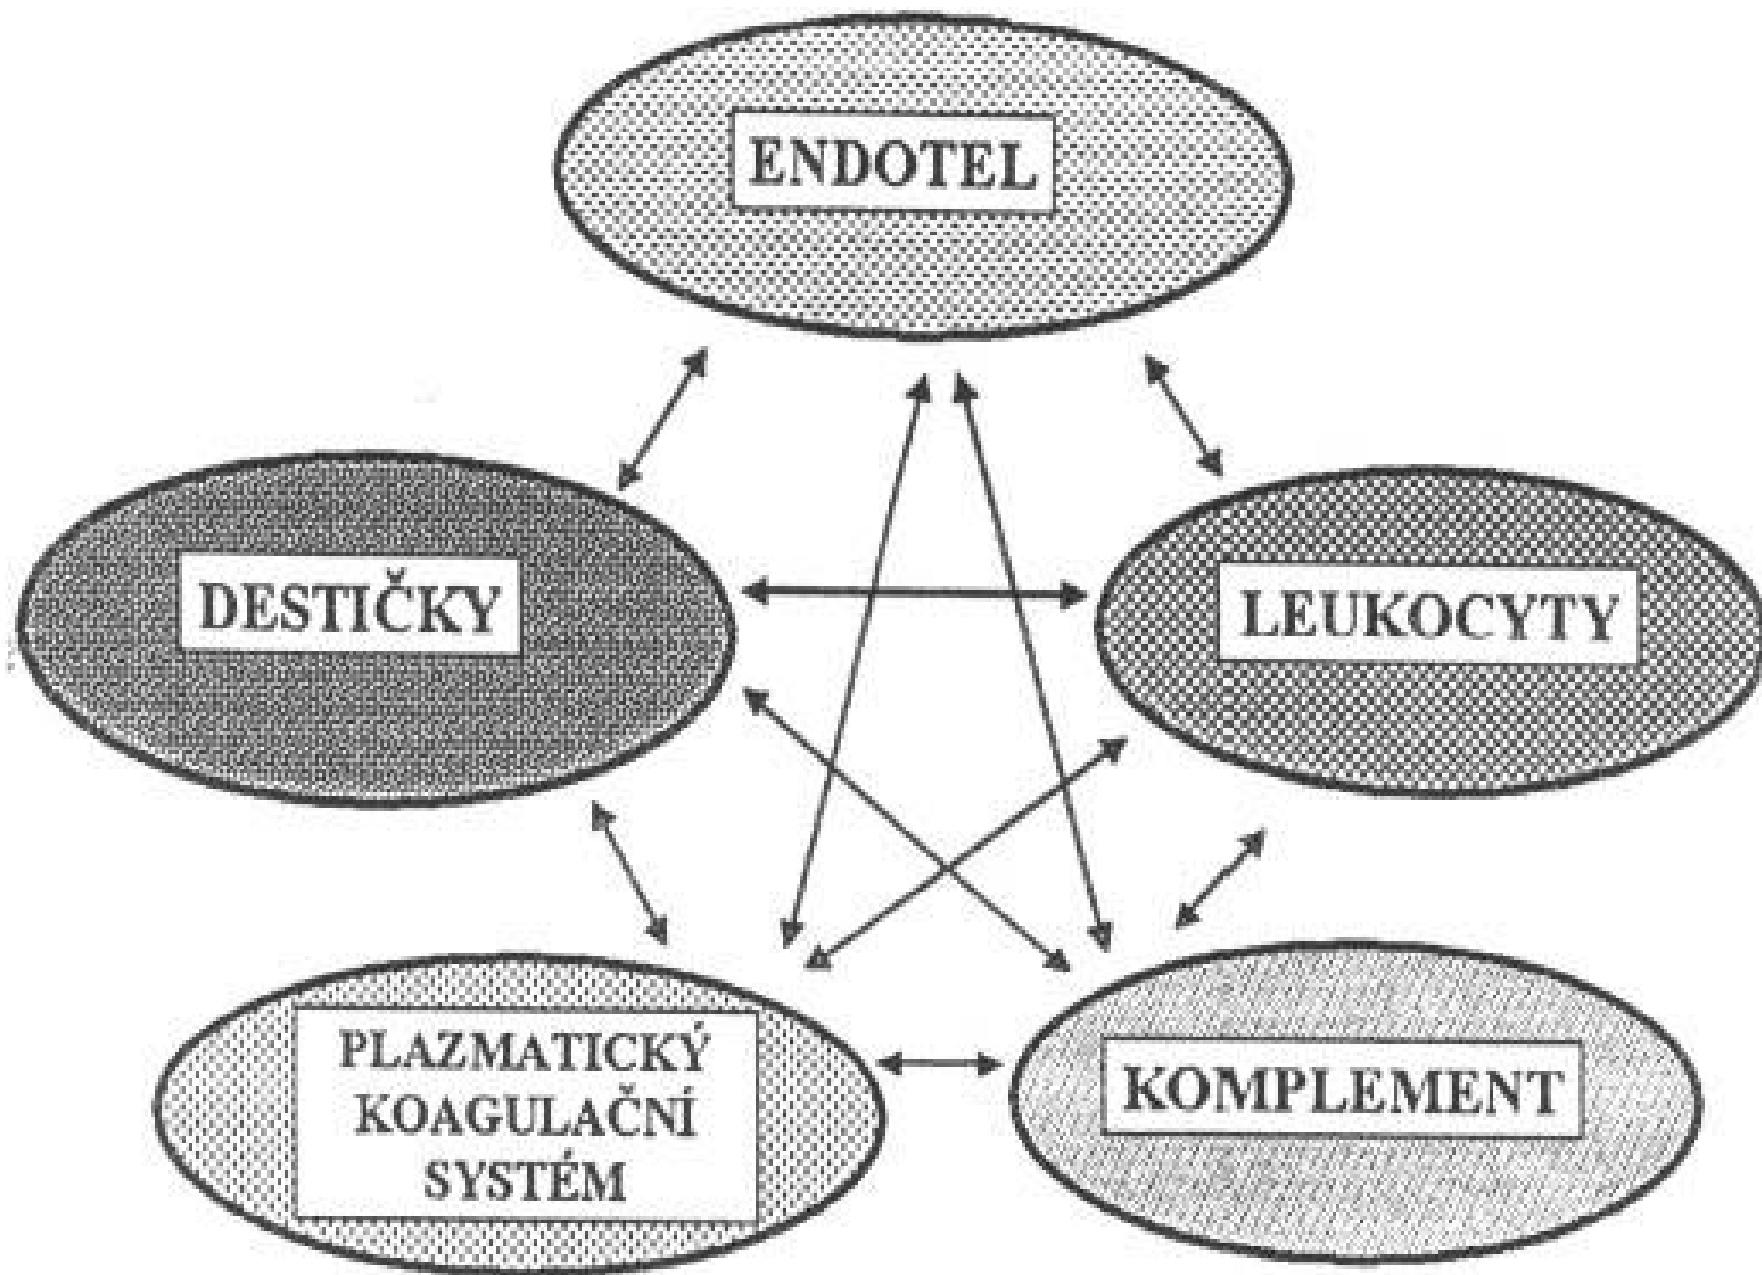 ENDOTEL
DESTIČKY
LEUKOCYTY
PLAZMATICKÝ
KOAGULAČNÍ
SYSTÉM
KOMPLEMENT